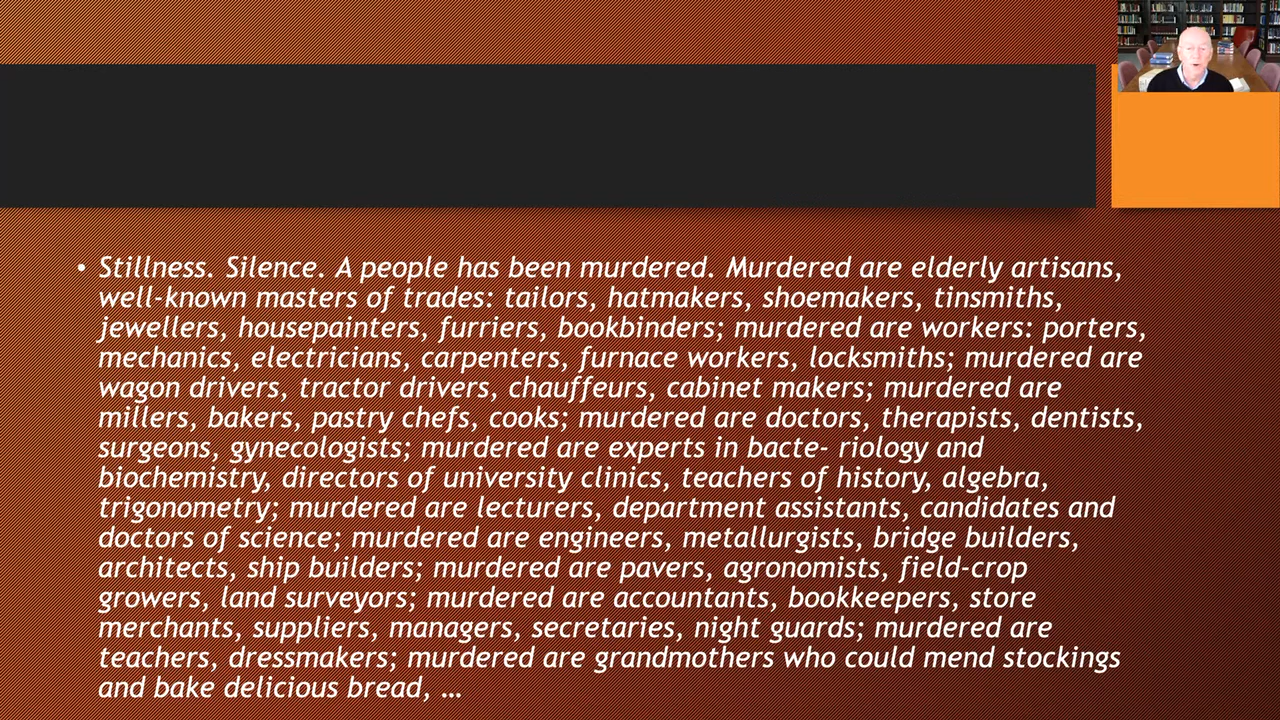 • Stillness. Silence. A people has been murdered. Murdered are elderly artisans,
well-known masters of trades: tailors, hatmakers, shoemakers, tinsmiths,
jewellers, housepainters, furriers, bookbinders; murdered are workers: porters,
mechanics, electricians, carpenters, furnace workers, locksmiths; murdered are
wagon drivers, tractor drivers, chauffeurs, cabinet makers; murdered are
millers, bakers, pastry chefs, cooks; murdered are doctors, therapists, dentists,
surgeons, gynecologists; murdered are experts in bacte- riology and
biochemistry, directors of university clinics, teachers of history, algebra,
trigonometry; murdered are lecturers, department assistants, candidates and
doctors of science; murdered are engineers, metallurgists, bridge builders,
architects, ship builders; murdered are pavers, agronomists, field-crop
growers, land surveyors; murdered are accountants, bookkeepers, store
merchants, suppliers, managers, secretaries, night guards; murdered are
teachers, dressmakers; murdered are grandmothers who could mend stockings
and bake delicious bread, …